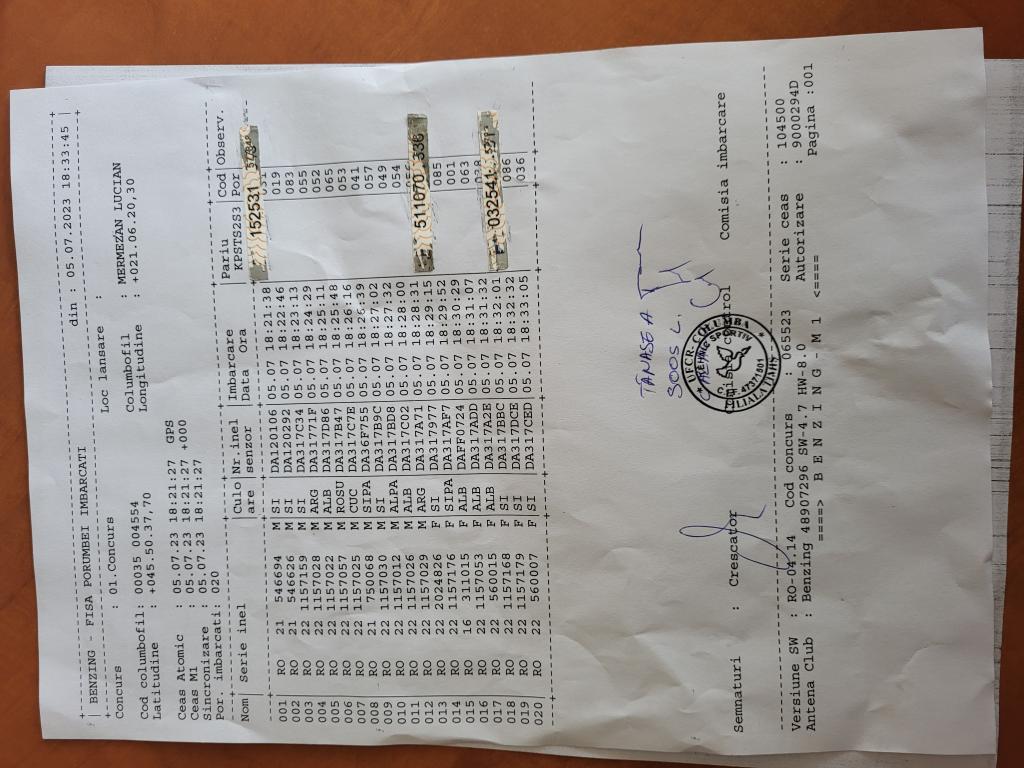 BENZING - FISA PORUMBEI IMBARCATI din : 05.07.2023 18:33:45
Concurs : 01.Concurs Loc lansare :
Cod columbofil: 00035 004554 Columbofil : MERMEZAN LUCIAN
Latitudine : +045.50.37,70 Longitudine : +021.06.20,30
Ceas Atomic : 05.07.23 18:21:27 GPS
Ceas M1 : 05.07.23 18:21:27 +000
Sincronizare : 05.07.23 18:21:27
Por. imbarcati: 020
Nom Serie inel Culo are Nr.inel senzor Imbarcare Data Ora Pariu KPSTS2S3 Cod Por Observ.
001 RO 21 546694 M SI DA120106 05.07 18:21:38 152531
002 RO 21 546626 M SI DA120292 05.07 18:22:46 019
003 RO 22 1157159 M SI DA317C34 05.07 18:23:13 083
004 RO 22 1157028 M ARG DA31771F 05.07 18:24:29 055
005 RO 22 1157022 M ALB DA317D86 05.07 18:25:11 052
006 RO 22 1157057 M ROSU DA317B47 05.07 18:25:48 065
007 RO 22 1157025 M CUC DA317C7E 05.07 18:26:16 053
008 RO 21 1750068 M SIPA DA36F755 05.07 18:26:39 041
009 RO 22 1157030 M SI DA317B9C 05.07 18:27:02 057
010 RO 22 1157012 M ALPA DA317BD8 05.07 18:27:32 049
011 RO 22 1157026 M ALB DA317C02 05.07 18:28:00 054
012 RO 22 1157029 M ARG DA317A71 05.07 18:28:31 511070
013 RO 22 2024826 F SI DA317977 05.07 18:29:15 085
014 RO 22 1157176 F SIPA DA317AF7 05.07 18:29:52 001
015 RO 16 311015 F ALB DAFF0724 05.07 18:30:29 063
016 RO 22 1157053 F ALB DA317ADD 05.07 18:31:07
017 RO 22 560015 F ALB DA317A2E 05.07 18:31:32 032541
018 RO 22 1157168 F SI DA317BBC 05.07 18:32:01
019 RO 22 1157179 F SI DA317DCE 05.07 18:32:32 086
020 RO 22 560007 F SI DA317CED 05.07 18:33:05 036
TANASE A
SOOS L.
UFCR-COLUMBA
SPORTIV
Semnaturi : Crescator Comisia imbarcare
Versiune SW : RO-04.14 Cod concurs : 065523 Serie ceas : 104500
Antena Club : Benzing 48907296 SW-4.7 HW-8.0 Autorizare : 9000294D
====> B E N Z I N G - M 1 <==== Pagina :001